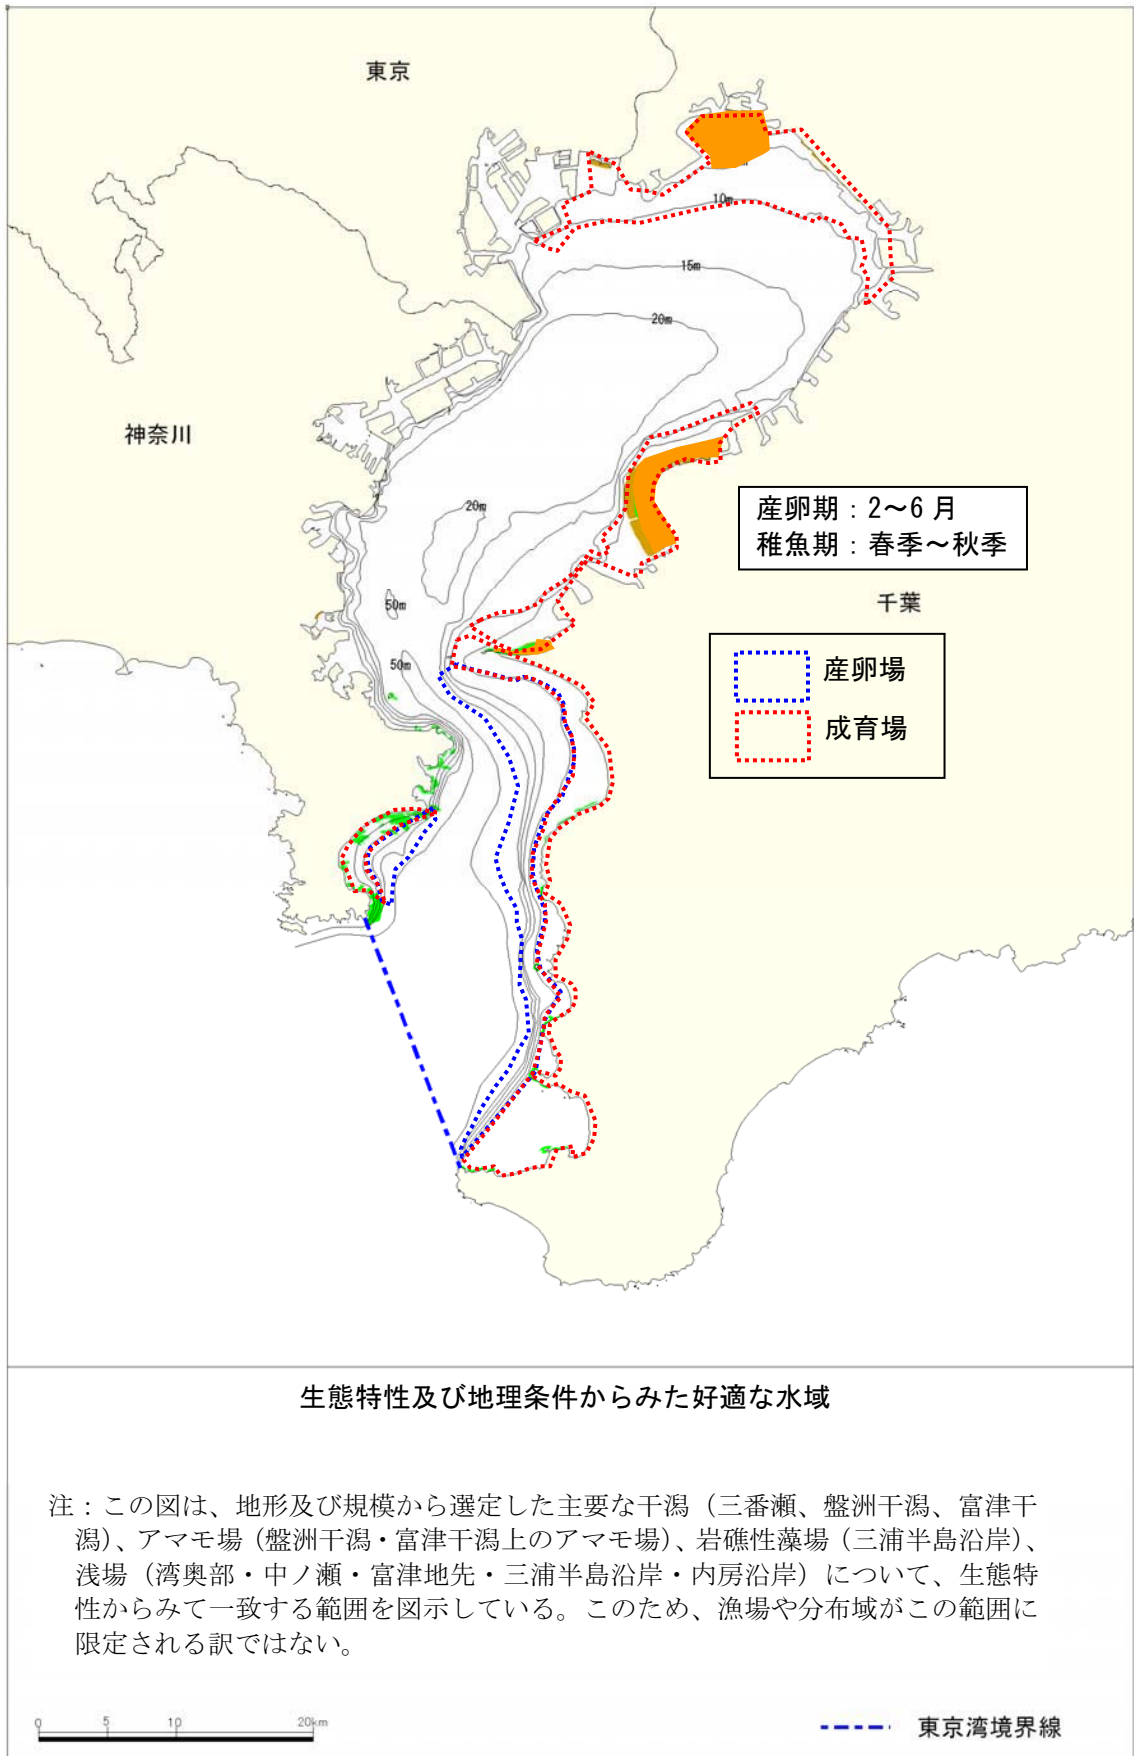 東京
10m
15m
20m
神奈川
20m
産卵期：2～6 月
稚魚期：春季～秋季
千葉
50m
50m
産卵場
成育場
生態特性及び地理条件からみた好適な水域
注：この図は、地形及び規模から選定した主要な干潟（三番瀬、盤洲干潟、富津干
潟）、アマモ場（盤洲干潟・富津干潟上のアマモ場）、岩礁性藻場（三浦半島沿岸）、
浅場（湾奥部・中ノ瀬・富津地先・三浦半島沿岸・内房沿岸）について、生態特
性からみて一致する範囲を図示している。このため、漁場や分布域がこの範囲に
限定される訳ではない。
0 5 10 20km
東京湾境界線